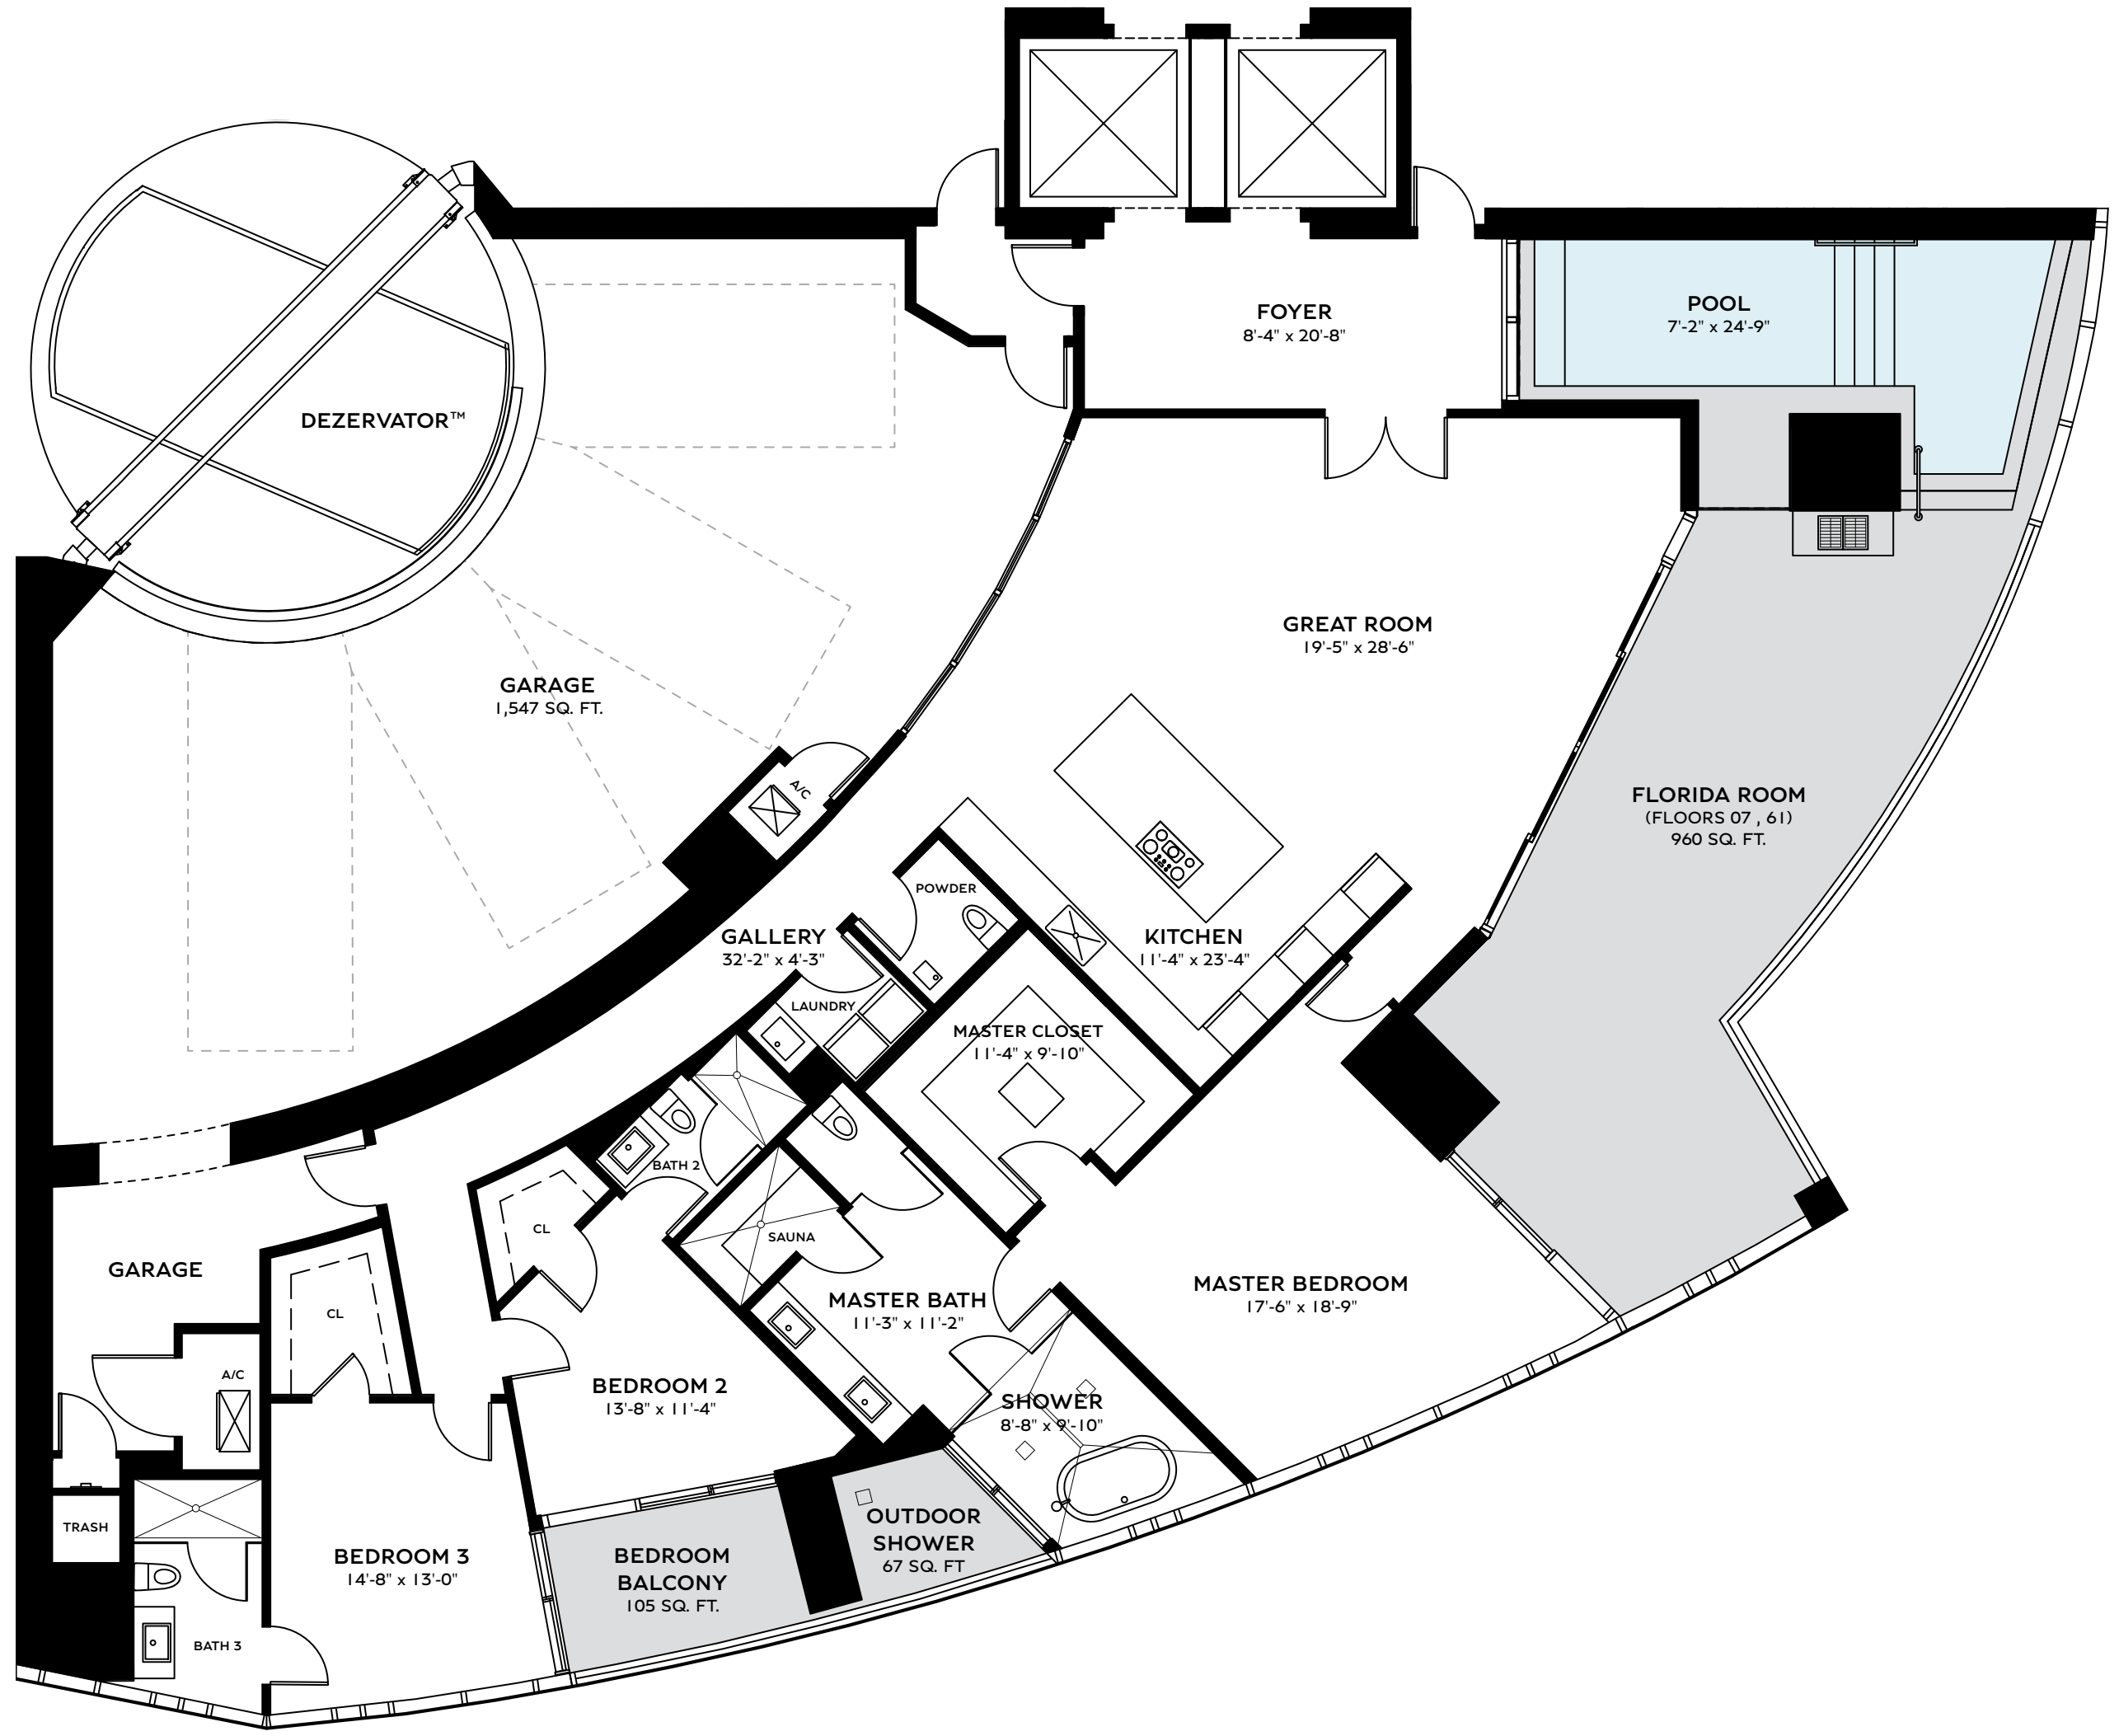 FOYER
8'-4" x 20'-8"
POOL
7'-2" x 24'-9"
DEZERVATOR™
GREAT ROOM
19'-5" x 28'-6"
GARAGE
1,547 SQ. FT.
A/C
FLORIDA ROOM
(FLOORS 07 , 61)
960 SQ. FT.
POWDER
GALLERY
32'-2" x 4'-3"
KITCHEN
11'-4" x 23'-4"
LAUNDRY
MASTER CLOSET
11'-4" x 9'-10"
BATH 2
CL
SAUNA
GARAGE
CL
MASTER BATH
11'-3" x 11'-2"
MASTER BEDROOM
17'-6" x 18'-9"
A/C
BEDROOM 2
13'-8" x 11'-4"
SHOWER
8'-8" x 9'-10"
TRASH
OUTDOOR
SHOWER
67 SQ. FT
BEDROOM 3
14'-8" x 13'-0"
BEDROOM
BALCONY
105 SQ. FT.
BATH 3